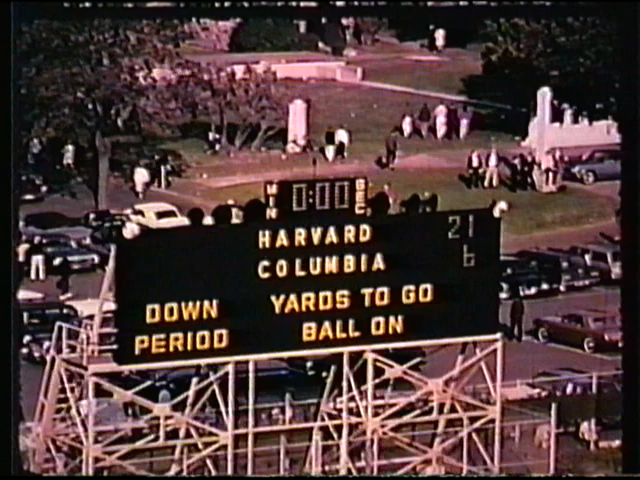 MIN 0:00 SEC
HARVARD 21
COLUMBIA 6
DOWN YARDS TO GO
PERIOD BALL ON